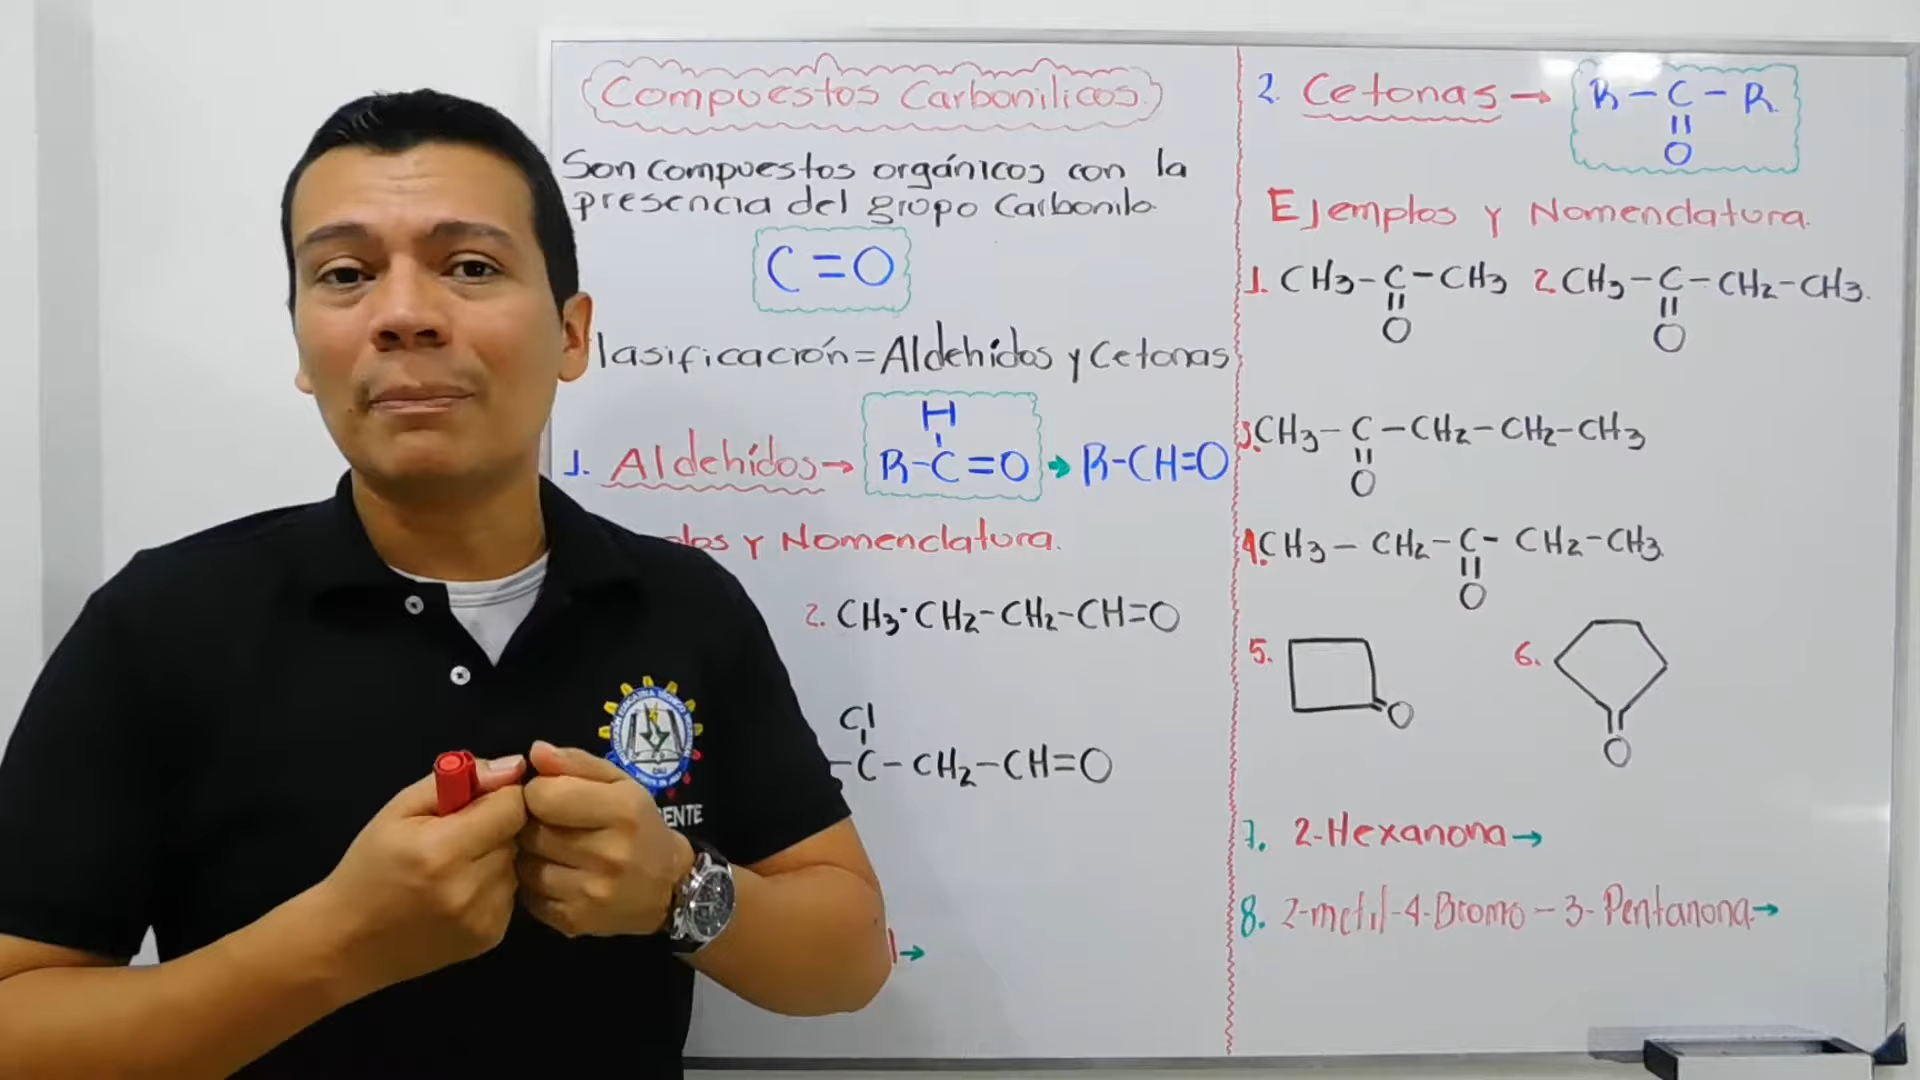 Compuestos Carbonilicos
Son compuestos orgánicos con la
presencia del grupo Carbonilo.
C=O
lasificación=Aldehidos y Cetonas
H
1. Aldehídos→ R-C=O → R-CH=O
los y Nomenclatura.
2. CH3-CH2-CH2-CH=O
Cl
-C-CH2-CH=O
l→
2. Cetonas → R-C-R
O
Ejemplos y Nomenclatura.
1. CH3-C-CH3 2. CH3-C-CH2-CH3.
O O
3. CH3-C-CH2-CH2-CH3
O
4. CH3-CH2-C-CH2-CH3
O
5. 6.
O
O
7. 2-Hexanona→
8. 2-metil-4-Bromo-3-Pentanona→
ENTE